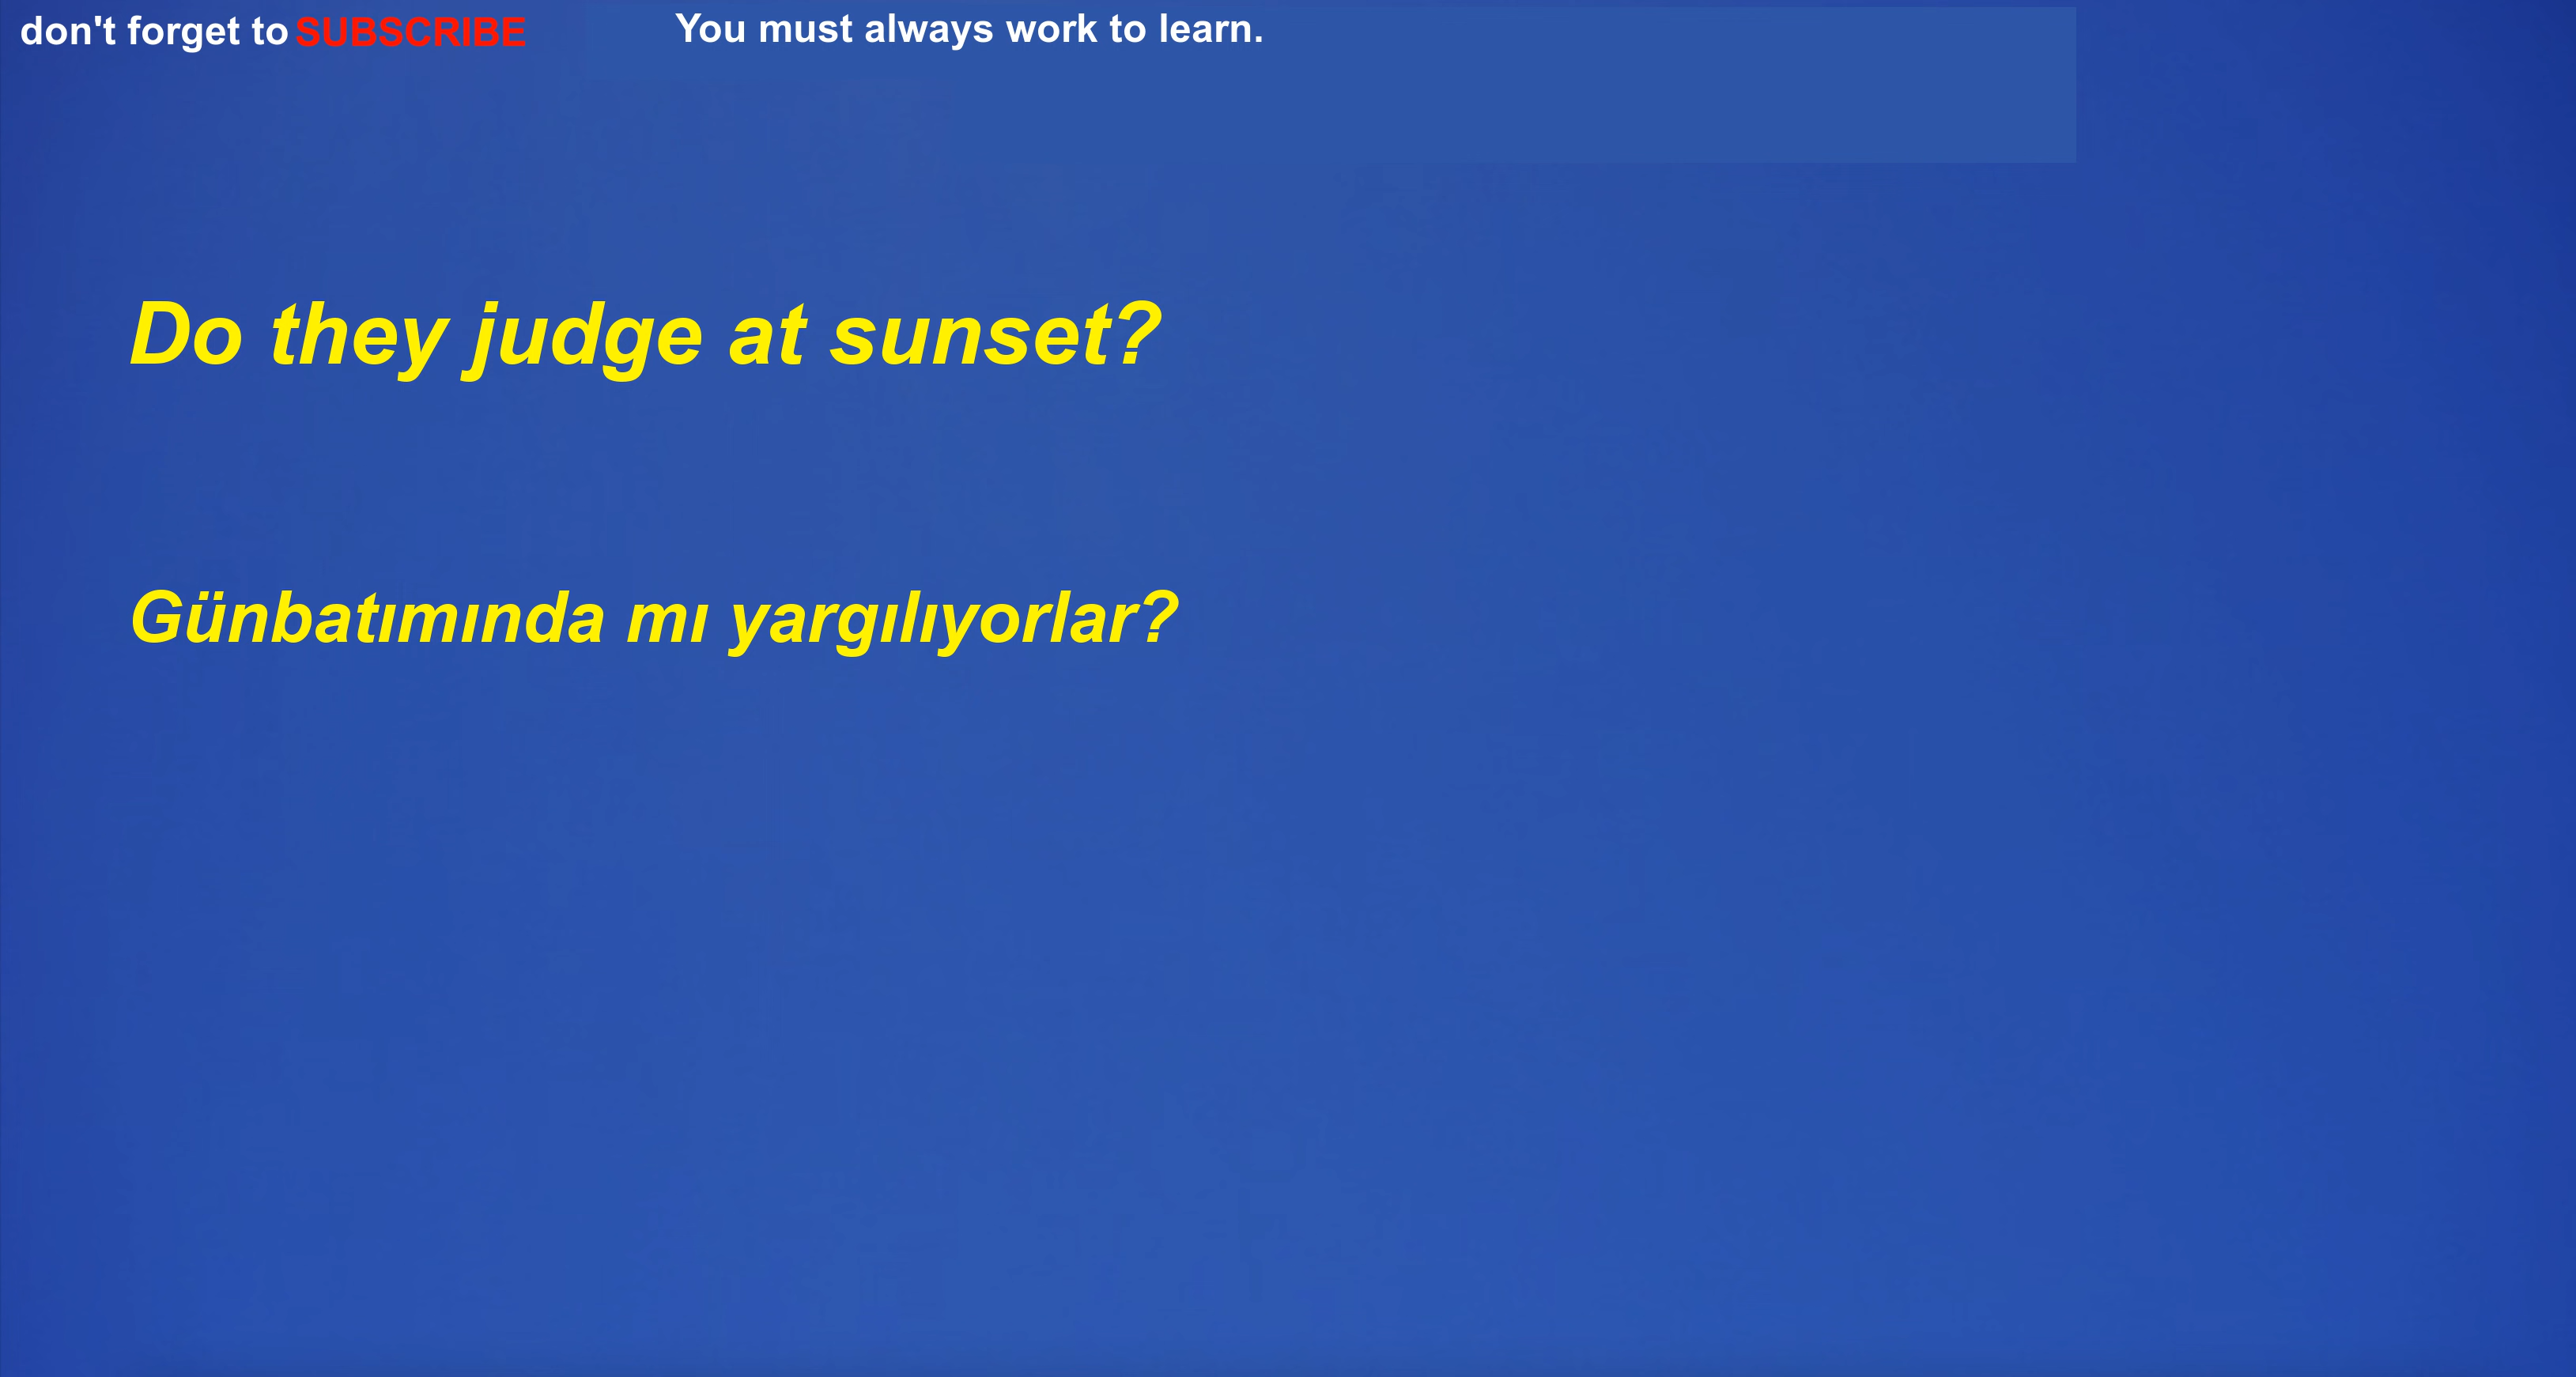 don't forget to SUBSCRIBE
You must always work to learn.
Do they judge at sunset?
Günbatımında mı yargılıyorlar?